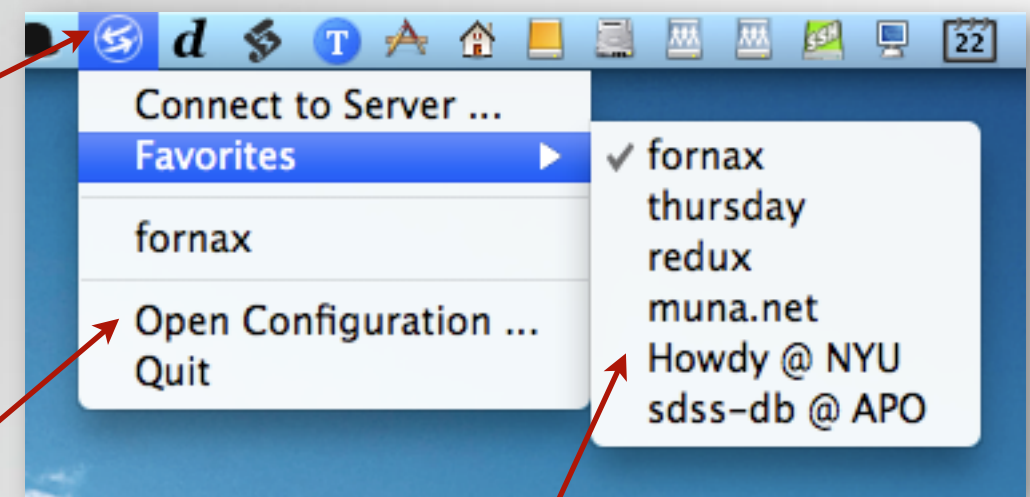 d
T
SSH
22
Connect to Server ...
Favorites
fornax
Open Configuration ...
Quit
fornax
thursday
redux
muna.net
Howdy @ NYU
sdss-db @ APO